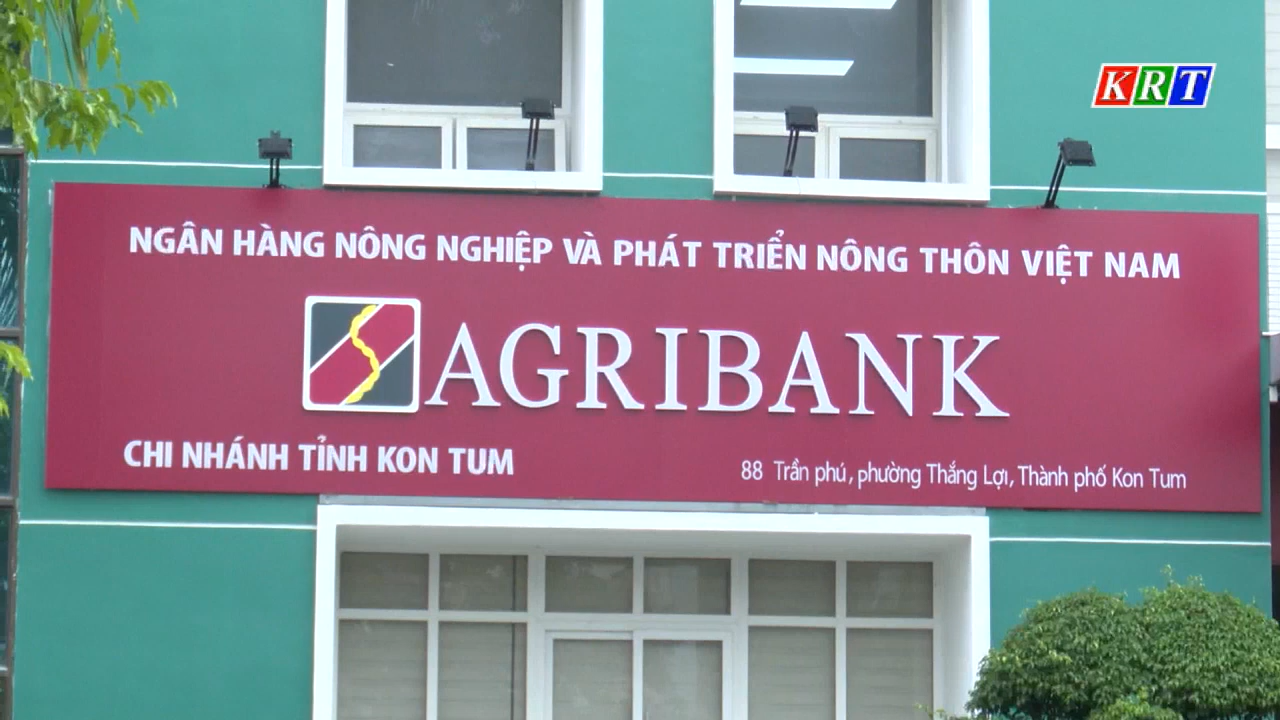 KRT
NGÂN HÀNG NÔNG NGHIỆP VÀ PHÁT TRIỂN NÔNG THÔN VIỆT NAM
AGRIBANK
CHI NHÁNH TỈNH KON TUM
88 Trần phú, phường Thắng Lợi, Thành phố Kon Tum